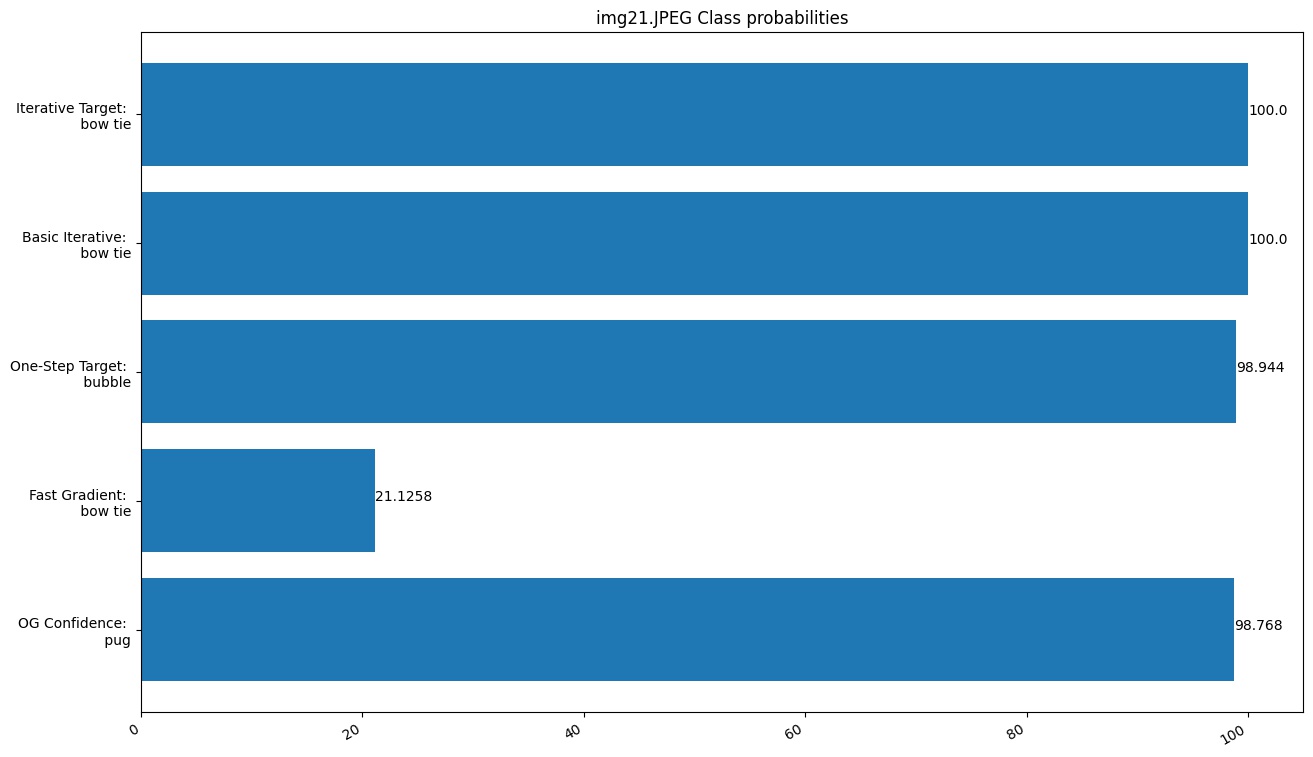 img21.JPEG Class probabilities
Iterative Target:
bow tie
100.0
Basic Iterative:
bow tie
100.0
One-Step Target:
bubble
98.944
Fast Gradient:
bow tie
21.1258
OG Confidence:
pug
98.768
0
20
40
60
80
100